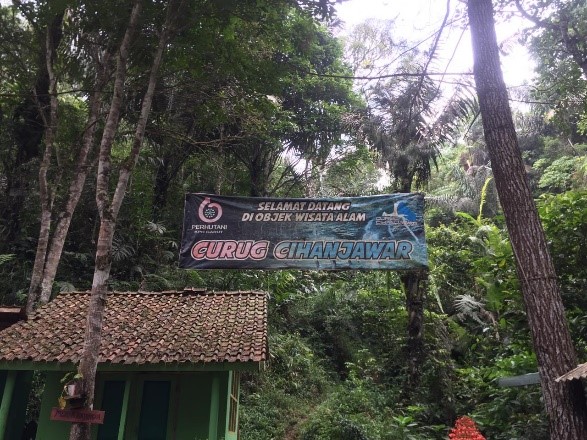 SELAMAT DATANG
DI OBJEK WISATA ALAM
PERHUTANI
CURUG CIHANJAWAR